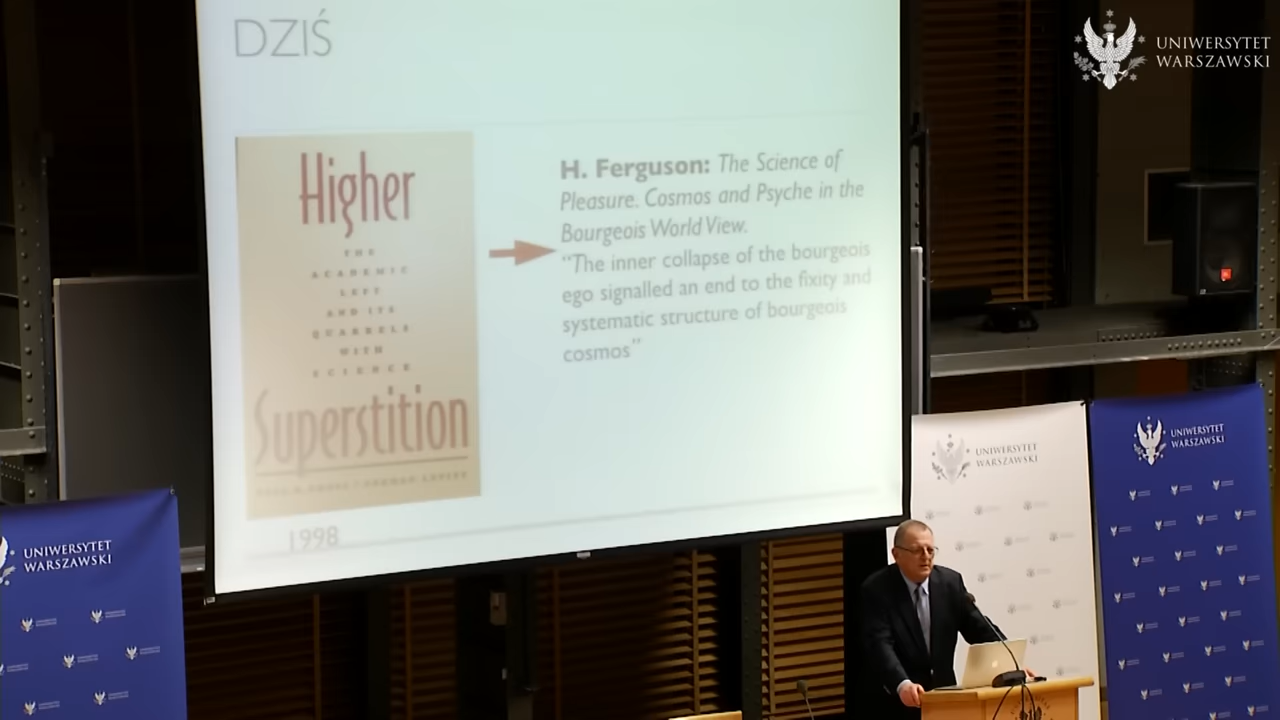 DZIŚ
Higher
THE
ACADEMIC
LEFT
AND ITS
QUARRELS
WITH
SCIENCE
Superstition
1998
H. Ferguson: The Science of
Pleasure. Cosmos and Psyche in the
Bourgeois World View.
“The inner collapse of the bourgeois
ego signalled an end to the fixity and
systematic structure of bourgeois
cosmos”
UNIWERSYTET
WARSZAWSKI
UNIWERSYTET
WARSZAWSKI
UNIWERSYTET
WARSZAWSKI
UNIWERSYTET
WARSZAWSKI